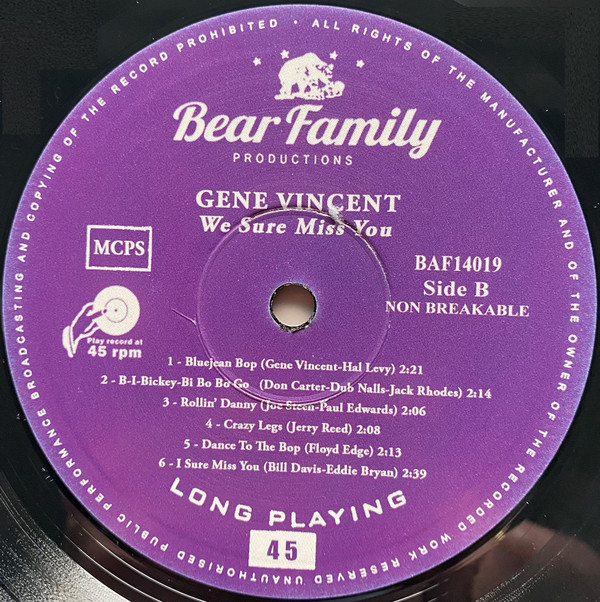 ALL RIGHTS OF THE MANUFACTURER AND OF THE OWNER OF THE RECORDED WORK RESERVED UNAUTHORISED PUBLIC PERFORMANCE BROADCASTING AND COPYING OF THE RECORD PROHIBITED •
Bear Family
PRODUCTIONS
GENE VINCENT
We Sure Miss You
MCPS
BAF14019
Side B
NON BREAKABLE
Play record at
45 rpm
1 - Bluejean Bop (Gene Vincent-Hal Levy) 2:21
2 - B-I-Bickey-Bi Bo Bo Go (Don Carter-Dub Nalls-Jack Rhodes) 2:14
3 - Rollin' Danny (Joe Steen-Paul Edwards) 2:06
4 - Crazy Legs (Jerry Reed) 2:08
5 - Dance To The Bop (Floyd Edge) 2:13
6 - I Sure Miss You (Bill Davis-Eddie Bryan) 2:39
LONG PLAYING
45